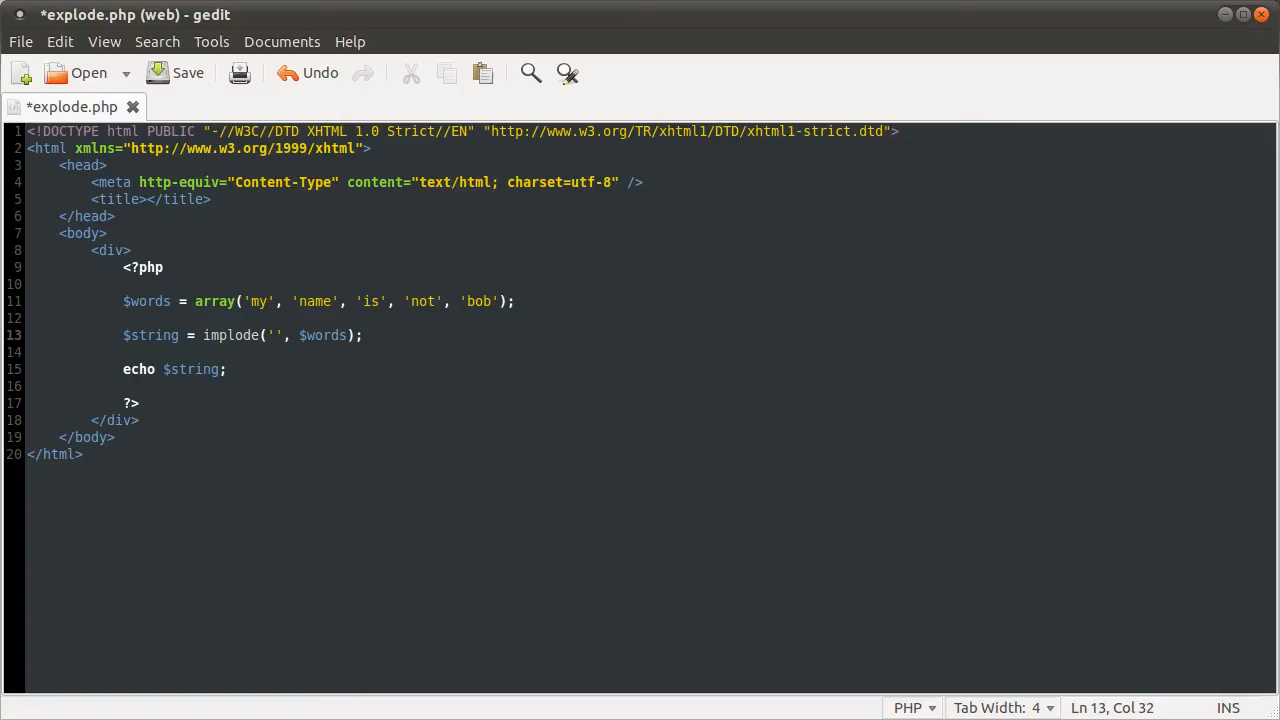 *explode.php (web) - gedit
File Edit View Search Tools Documents Help
Open Save Undo
*explode.php
1 <!DOCTYPE html PUBLIC "-//W3C//DTD XHTML 1.0 Strict//EN" "http://www.w3.org/TR/xhtml1/DTD/xhtml1-strict.dtd">
2 <html xmlns="http://www.w3.org/1999/xhtml">
3     <head>
4         <meta http-equiv="Content-Type" content="text/html; charset=utf-8" />
5         <title></title>
6     </head>
7     <body>
8         <div>
9             <?php
10
11             $words = array('my', 'name', 'is', 'not', 'bob');
12
13             $string = implode('', $words);
14
15             echo $string;
16
17             ?>
18         </div>
19     </body>
20 </html>
PHP Tab Width: 4 Ln 13, Col 32 INS